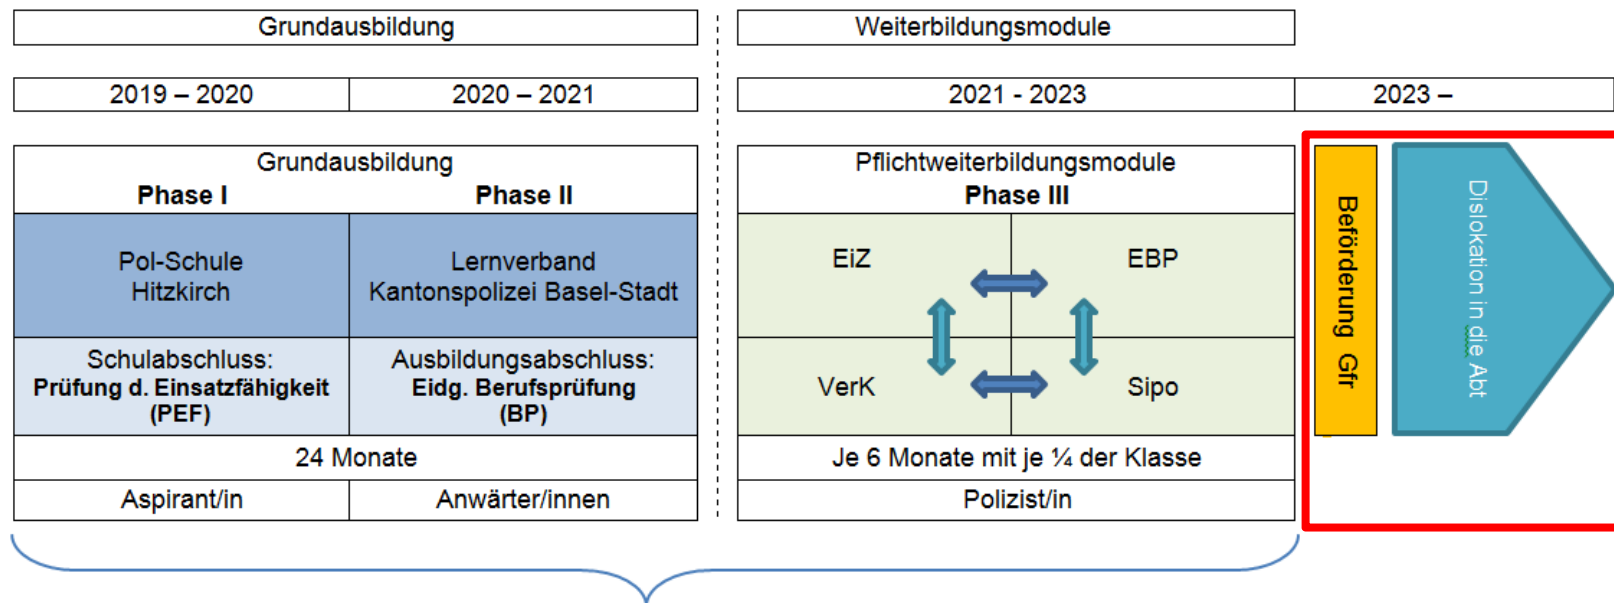 Grundausbildung
Weiterbildungsmodule
2019 – 2020
2020 – 2021
2021 - 2023
2023 –
Grundausbildung
Phase I
Phase II
Pol-Schule
Hitzkirch
Lernverband
Kantonspolizei Basel-Stadt
Schulabschluss:
Prüfung d. Einsatzfähigkeit
(PEF)
Ausbildungsabschluss:
Eidg. Berufsprüfung
(BP)
24 Monate
Aspirant/in
Anwärter/innen
Pflichtweiterbildungsmodule
Phase III
EiZ
EBP
VerK
Sipo
Je 6 Monate mit je ¼ der Klasse
Polizist/in
Beförderung Gfr
Dislokation in die Abt